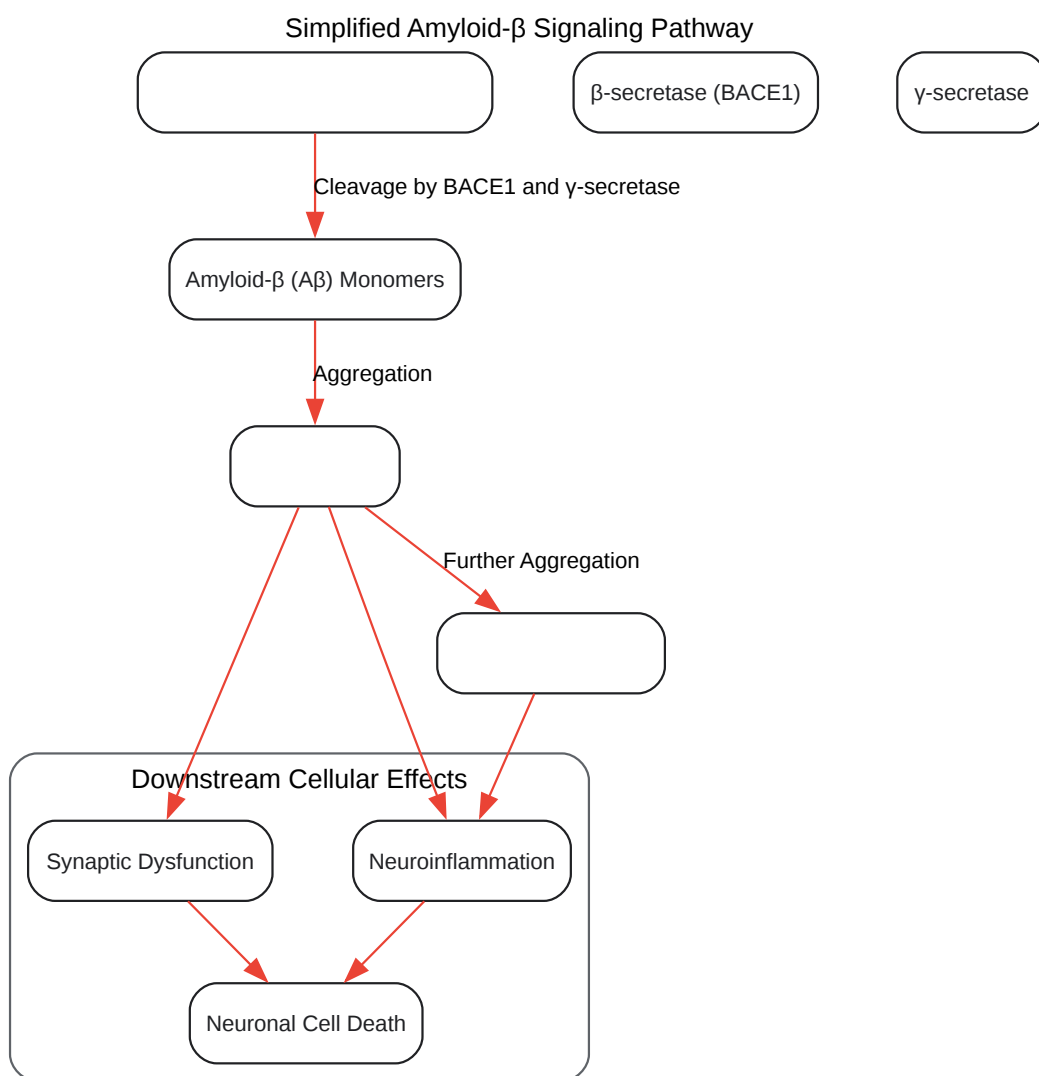 Simplified Amyloid-β Signaling Pathway
β-secretase (BACE1)
γ-secretase
Cleavage by BACE1 and γ-secretase
Amyloid-β (Aβ) Monomers
Aggregation
Further Aggregation
Downstream Cellular Effects
Synaptic Dysfunction
Neuroinflammation
Neuronal Cell Death